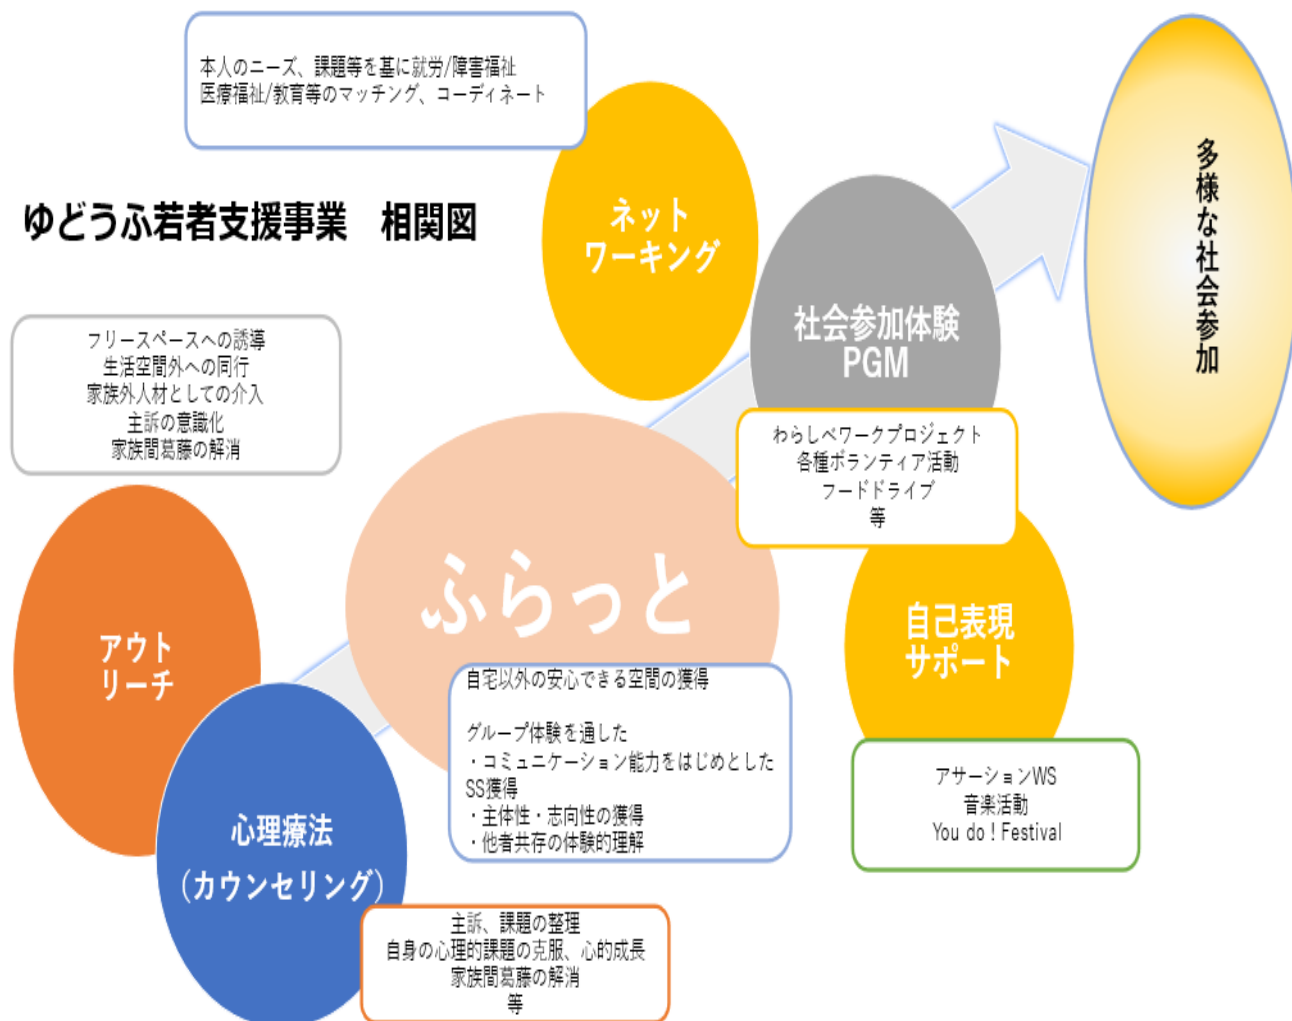 本人のニーズ、課題等を基に就労/障害福祉
医療福祉/教育等のマッチング、コーディネート
ゆどうふ若者支援事業　相関図
ネット
ワーキング
多様な社会参加
社会参加体験
PGM
わらしべワークプロジェクト
各種ボランティア活動
フードドライブ
等
フリースペースへの誘導
生活空間外への同行
家族外人材としての介入
主訴の意識化
家族間葛藤の解消
アウト
リーチ
ふらっと
自宅以外の安心できる空間の獲得
グループ体験を通した
・コミュニケーション能力をはじめとした
SS獲得
・主体性・志向性の獲得
・他者共存の体験的理解
自己表現
サポート
アサーションWS
音楽活動
You do ! Festival
心理療法
（カウンセリング）
主訴、課題の整理
自身の心理的課題の克服、心的成長
家族間葛藤の解消
等